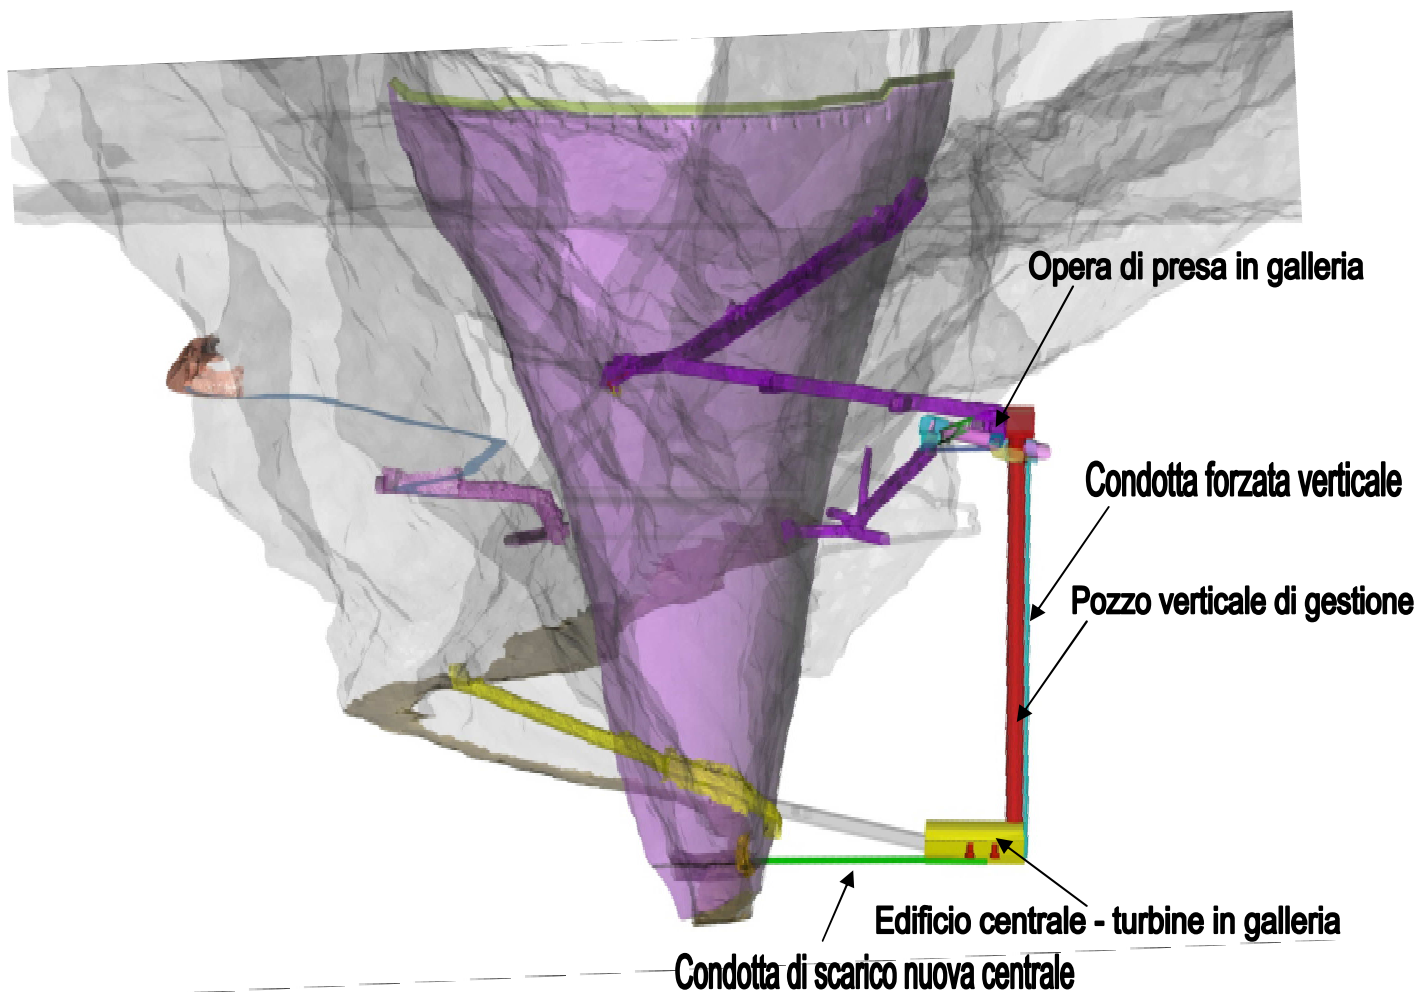 Opera di presa in galleria
Condotta forzata verticale
Pozzo verticale di gestione
Edificio centrale - turbine in galleria
Condotta di scarico nuova centrale